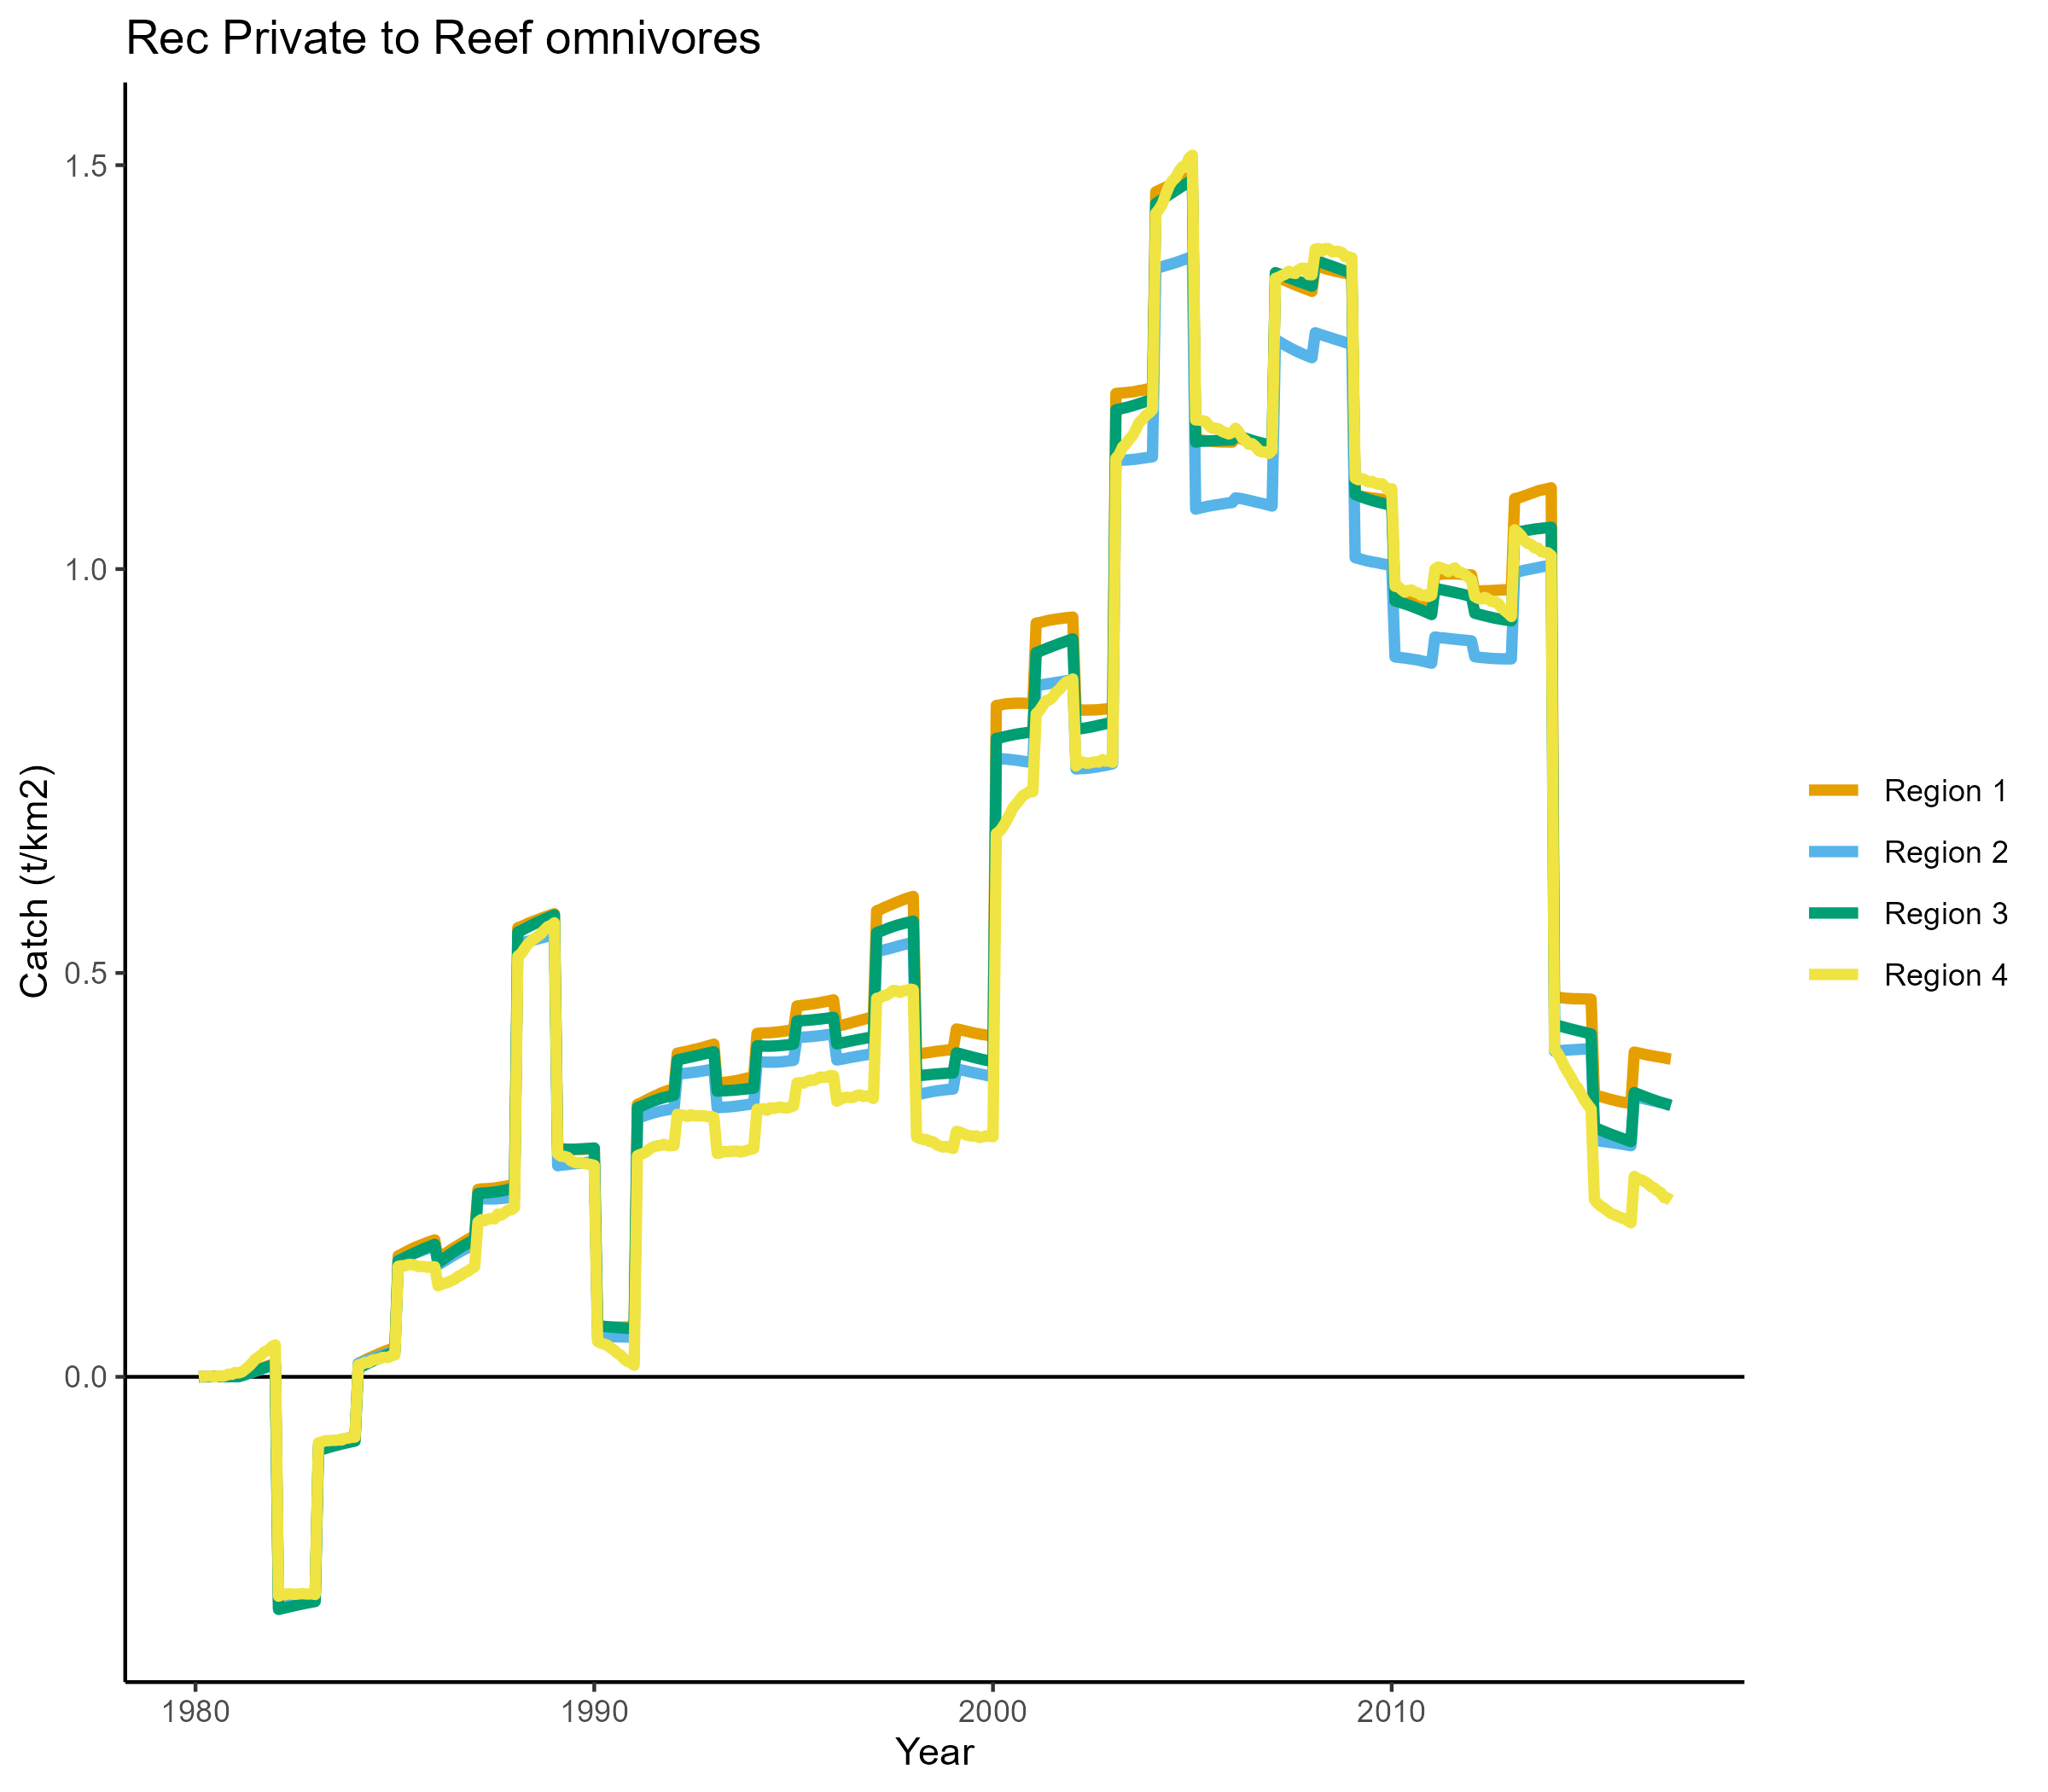 Rec Private to Reef omnivores
1.5
1.0
0.5
0.0
Catch (t/km2)
1980
1990
2000
2010
Year
Region 1
Region 2
Region 3
Region 4